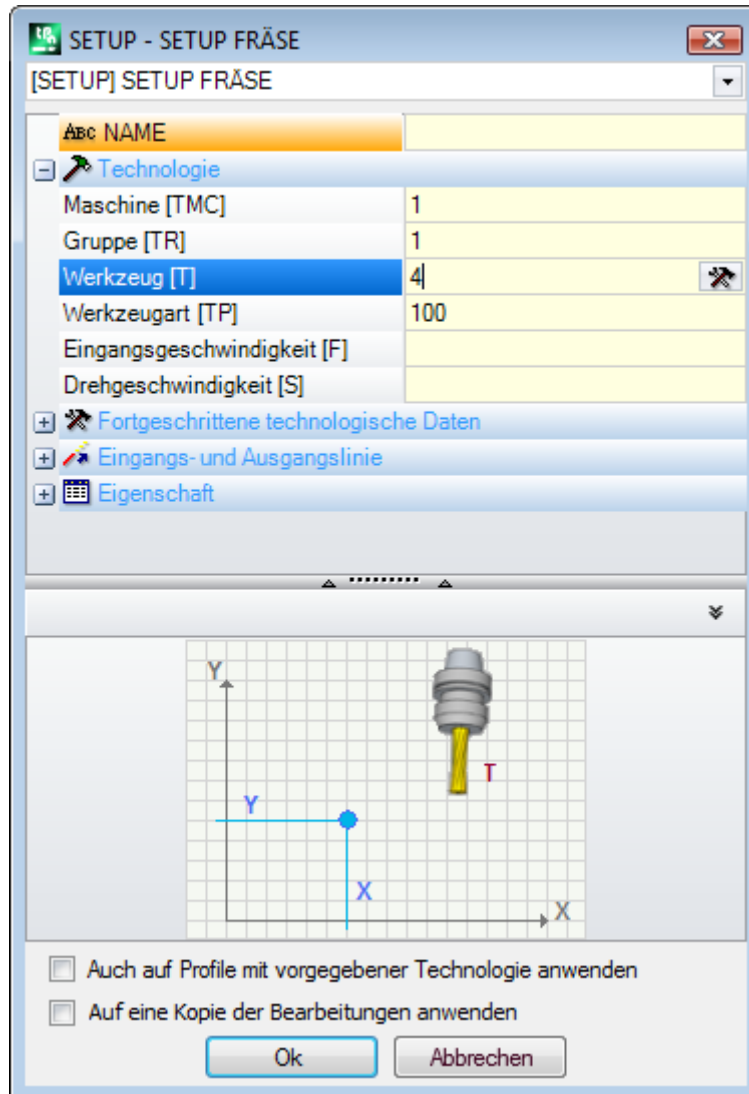 SETUP - SETUP FRÄSE
[SETUP] SETUP FRÄSE
ABC NAME
Technologie
Maschine [TMC] 1
Gruppe [TR] 1
Werkzeug [T] 4
Werkzeugart [TP] 100
Eingangsgeschwindigkeit [F]
Drehgeschwindigkeit [S]
Fortgeschrittene technologische Daten
Eingangs- und Ausgangslinie
Eigenschaft
Y
T
Y
X
X
Auch auf Profile mit vorgegebener Technologie anwenden
Auf eine Kopie der Bearbeitungen anwenden
Ok Abbrechen